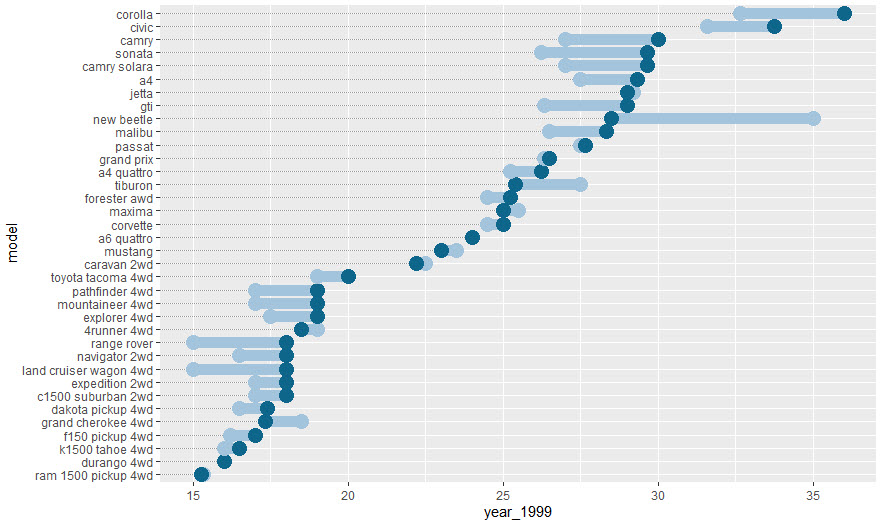 corolla
civic
camry
sonata
camry solara
a4
jetta
gti
new beetle
malibu
passat
grand prix
a4 quattro
tiburon
forester awd
maxima
corvette
a6 quattro
mustang
caravan 2wd
toyota tacoma 4wd
pathfinder 4wd
mountaineer 4wd
explorer 4wd
4runner 4wd
range rover
navigator 2wd
land cruiser wagon 4wd
expedition 2wd
c1500 suburban 2wd
dakota pickup 4wd
grand cherokee 4wd
f150 pickup 4wd
k1500 tahoe 4wd
durango 4wd
ram 1500 pickup 4wd
model
15 20 25 30 35
year_1999